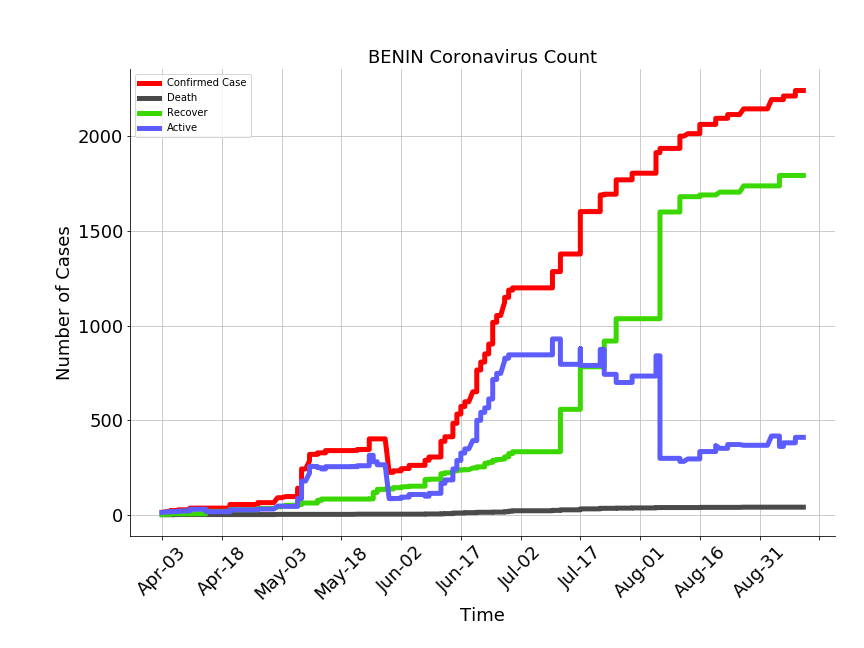 BENIN Coronavirus Count
Confirmed Case
Death
Recover
Active
2000
1500
1000
500
0
Number of Cases
Apr-03
Apr-18
May-03
May-18
Jun-02
Jun-17
Jul-02
Jul-17
Aug-01
Aug-16
Aug-31
Time